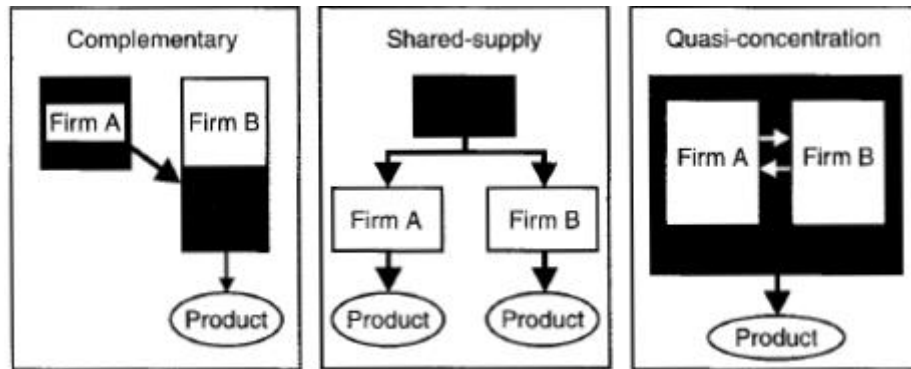 Complementary
Firm A
Firm B
Product
Shared-supply
Firm A
Firm B
Product
Product
Quasi-concentration
Firm A
Firm B
Product